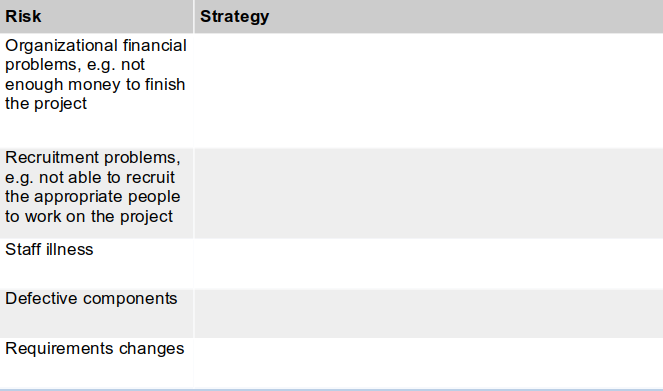 Risk Strategy
Organizational financial
problems, e.g. not
enough money to finish
the project
Recruitment problems,
e.g. not able to recruit
the appropriate people
to work on the project
Staff illness
Defective components
Requirements changes